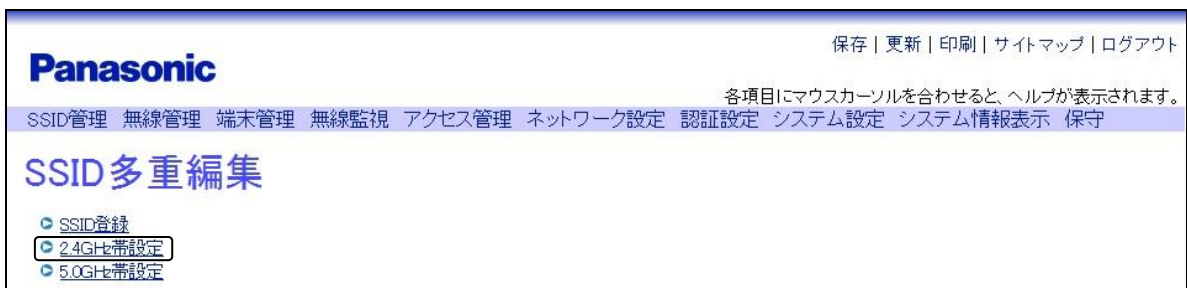 保存 | 更新 | 印刷 | サイトマップ | ログアウト
Panasonic
各項目にマウスカーソルを合わせると、ヘルプが表示されます。
SSID管理 無線管理 端末管理 無線監視 アクセス管理 ネットワーク設定 認証設定 システム設定 システム情報表示 保守
SSID多重編集
SSID登録
2.4GHz帯設定
5.0GHz帯設定